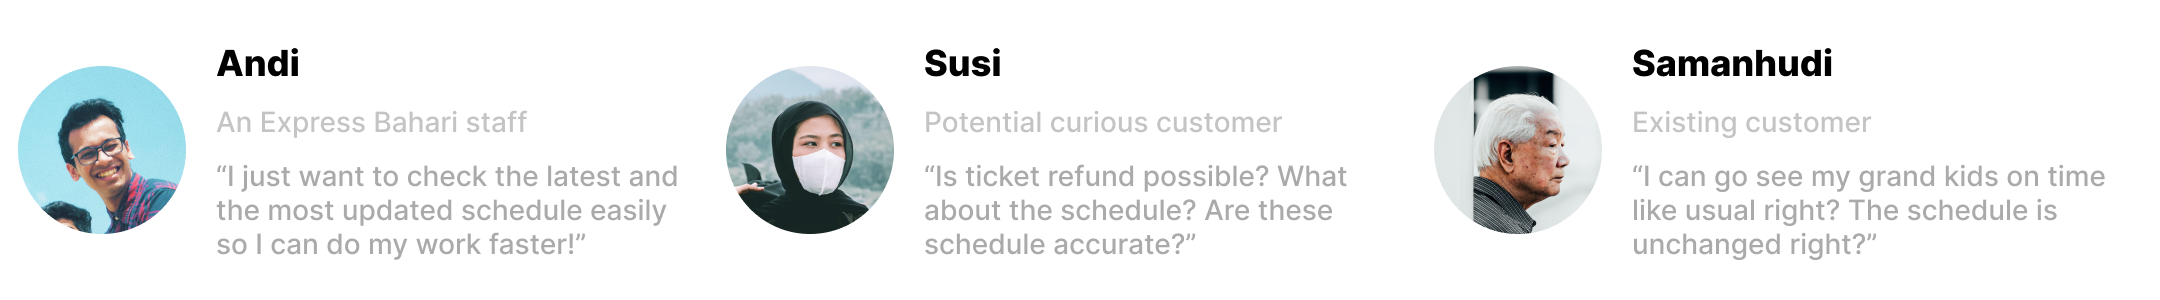 Andi
An Express Bahari staff
“I just want to check the latest and
the most updated schedule easily
so I can do my work faster!”
Susi
Potential curious customer
“Is ticket refund possible? What
about the schedule? Are these
schedule accurate?”
Samanhudi
Existing customer
“I can go see my grand kids on time
like usual right? The schedule is
unchanged right?”